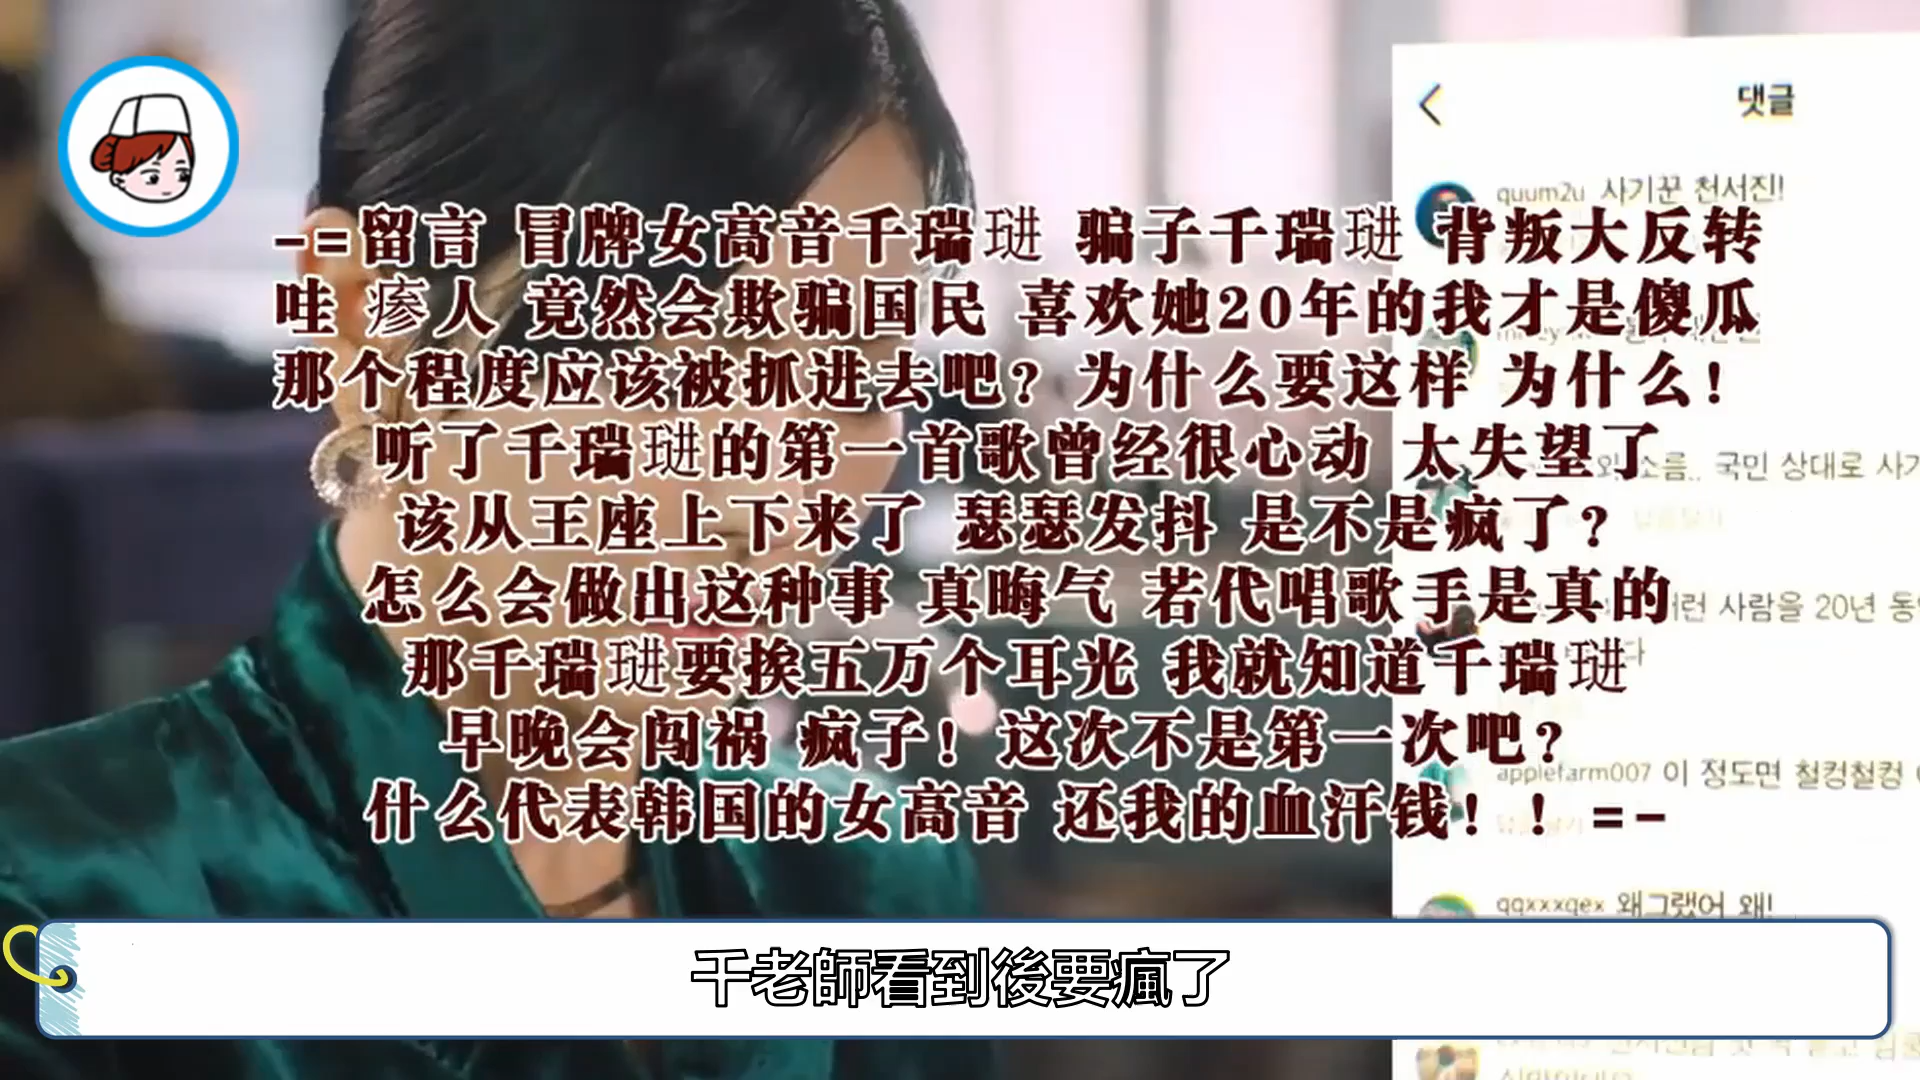 댓글
quum2u 사기꾼 천서진!
-=留言 冒牌女高音千瑞琎 骗子千瑞琎 背叛大反转
哇 瘆人 竟然会欺骗国民 喜欢她20年的我才是傻瓜
那个程度应该被抓进去吧？为什么要这样 为什么！
听了千瑞琎的第一首歌曾经很心动 太失望了
소름.. 국민 상대로 사기
该从王座上下来了 瑟瑟发抖 是不是疯了？
怎么会做出这种事 真晦气 若代唱歌手是真的
런 사람을 20년 동
那千瑞琎要挨五万个耳光 我就知道千瑞琎
早晚会闯祸 疯子！这次不是第一次吧？
applefarm007 이 정도면 철컹철컹
什么代表韩国的女高音 还我的血汗钱！！=-
qqxxxqex 왜그랬어 왜!
千老師看到後要瘋了